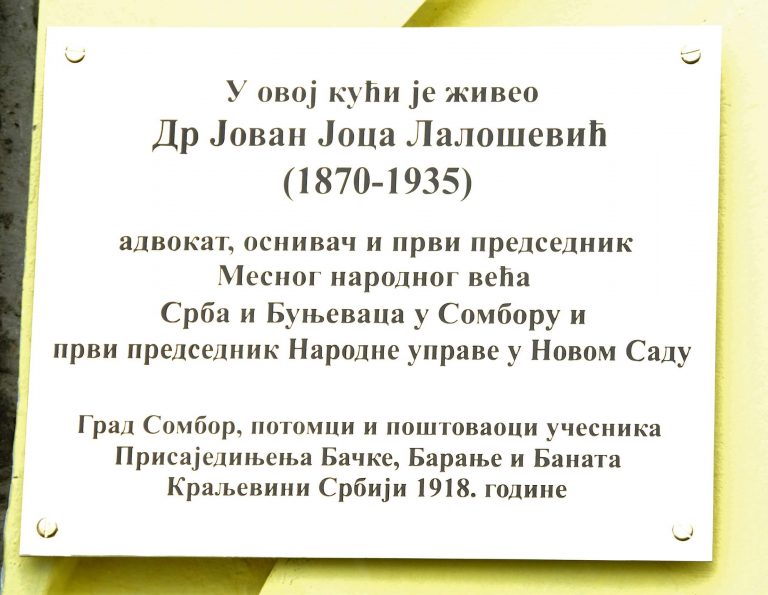 У овој кући је живео
Др Јован Јоца Лалошевић
(1870-1935)
адвокат, оснивач и први председник
Месног народног већа
Срба и Буњеваца у Сомбору и
први председник Народне управе у Новом Саду
Град Сомбор, потомци и поштоваоци учесника
Присаједињења Бачке, Барање и Баната
Краљевини Србији 1918. године